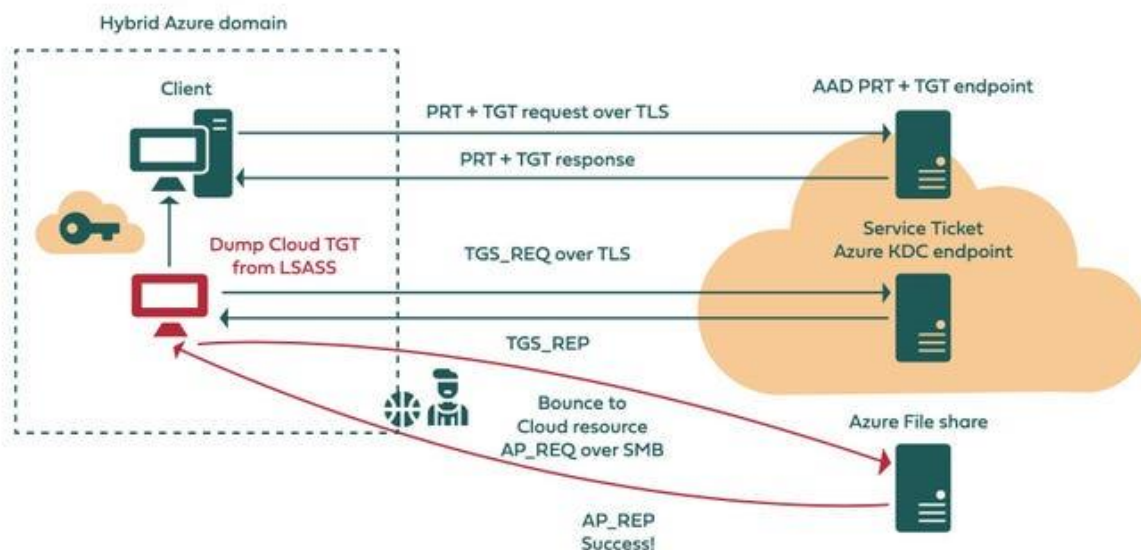 Hybrid Azure domain
Client
AAD PRT + TGT endpoint
PRT + TGT request over TLS
PRT + TGT response
Dump Cloud TGT
from LSASS
TGS_REQ over TLS
Service Ticket
Azure KDC endpoint
TGS_REP
Bounce to
Cloud resource
AP_REQ over SMB
Azure File share
AP_REP
Success!